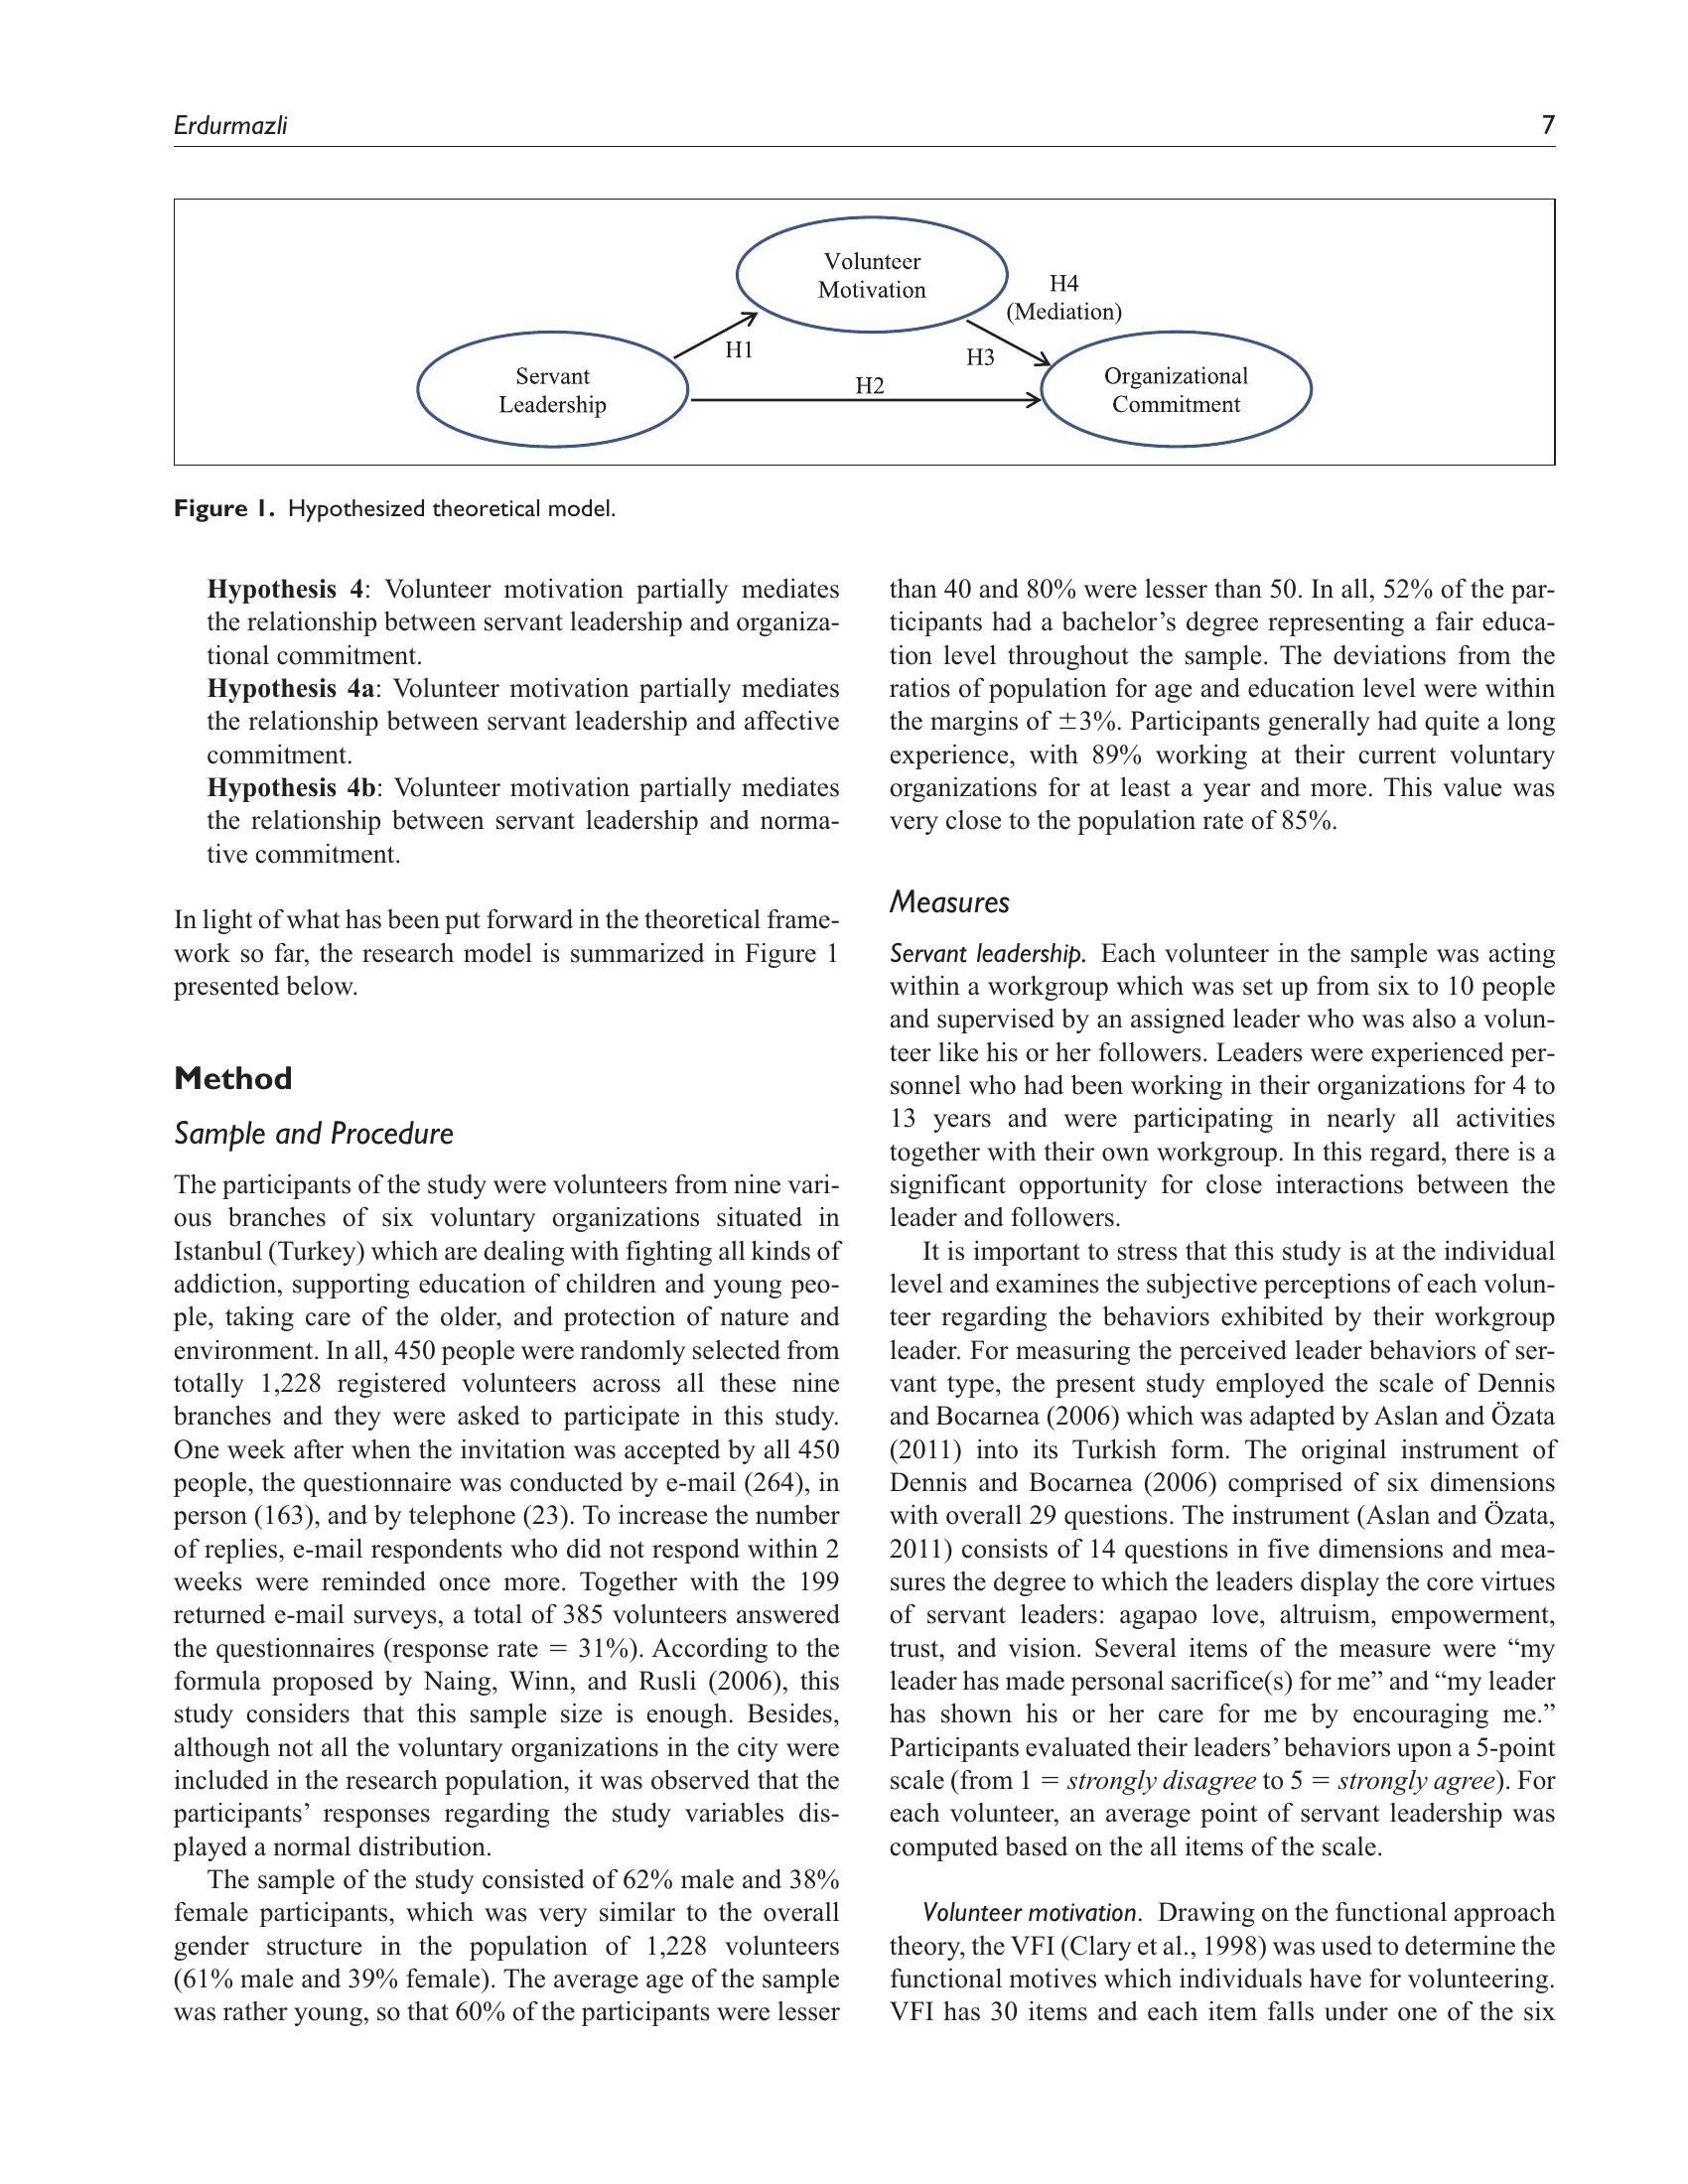 Erdurmazli
7
Volunteer
Motivation
H4
(Mediation)
H1
H3
Servant
Leadership
H2
Organizational
Commitment
Figure 1. Hypothesized theoretical model.
Hypothesis 4: Volunteer motivation partially mediates
the relationship between servant leadership and organiza-
tional commitment.
Hypothesis 4a: Volunteer motivation partially mediates
the relationship between servant leadership and affective
commitment.
Hypothesis 4b: Volunteer motivation partially mediates
the relationship between servant leadership and norma-
tive commitment.
In light of what has been put forward in the theoretical frame-
work so far, the research model is summarized in Figure 1
presented below.
Method
Sample and Procedure
The participants of the study were volunteers from nine vari-
ous branches of six voluntary organizations situated in
Istanbul (Turkey) which are dealing with fighting all kinds of
addiction, supporting education of children and young peo-
ple, taking care of the older, and protection of nature and
environment. In all, 450 people were randomly selected from
totally 1,228 registered volunteers across all these nine
branches and they were asked to participate in this study.
One week after when the invitation was accepted by all 450
people, the questionnaire was conducted by e-mail (264), in
person (163), and by telephone (23). To increase the number
of replies, e-mail respondents who did not respond within 2
weeks were reminded once more. Together with the 199
returned e-mail surveys, a total of 385 volunteers answered
the questionnaires (response rate = 31%). According to the
formula proposed by Naing, Winn, and Rusli (2006), this
study considers that this sample size is enough. Besides,
although not all the voluntary organizations in the city were
included in the research population, it was observed that the
participants’ responses regarding the study variables dis-
played a normal distribution.
The sample of the study consisted of 62% male and 38%
female participants, which was very similar to the overall
gender structure in the population of 1,228 volunteers
(61% male and 39% female). The average age of the sample
was rather young, so that 60% of the participants were lesser
than 40 and 80% were lesser than 50. In all, 52% of the par-
ticipants had a bachelor’s degree representing a fair educa-
tion level throughout the sample. The deviations from the
ratios of population for age and education level were within
the margins of ±3%. Participants generally had quite a long
experience, with 89% working at their current voluntary
organizations for at least a year and more. This value was
very close to the population rate of 85%.
Measures
Servant leadership. Each volunteer in the sample was acting
within a workgroup which was set up from six to 10 people
and supervised by an assigned leader who was also a volun-
teer like his or her followers. Leaders were experienced per-
sonnel who had been working in their organizations for 4 to
13 years and were participating in nearly all activities
together with their own workgroup. In this regard, there is a
significant opportunity for close interactions between the
leader and followers.
It is important to stress that this study is at the individual
level and examines the subjective perceptions of each volun-
teer regarding the behaviors exhibited by their workgroup
leader. For measuring the perceived leader behaviors of ser-
vant type, the present study employed the scale of Dennis
and Bocarnea (2006) which was adapted by Aslan and Özata
(2011) into its Turkish form. The original instrument of
Dennis and Bocarnea (2006) comprised of six dimensions
with overall 29 questions. The instrument (Aslan and Özata,
2011) consists of 14 questions in five dimensions and mea-
sures the degree to which the leaders display the core virtues
of servant leaders: agapao love, altruism, empowerment,
trust, and vision. Several items of the measure were “my
leader has made personal sacrifice(s) for me” and “my leader
has shown his or her care for me by encouraging me.”
Participants evaluated their leaders’ behaviors upon a 5-point
scale (from 1 = strongly disagree to 5 = strongly agree). For
each volunteer, an average point of servant leadership was
computed based on the all items of the scale.
Volunteer motivation. Drawing on the functional approach
theory, the VFI (Clary et al., 1998) was used to determine the
functional motives which individuals have for volunteering.
VFI has 30 items and each item falls under one of the six